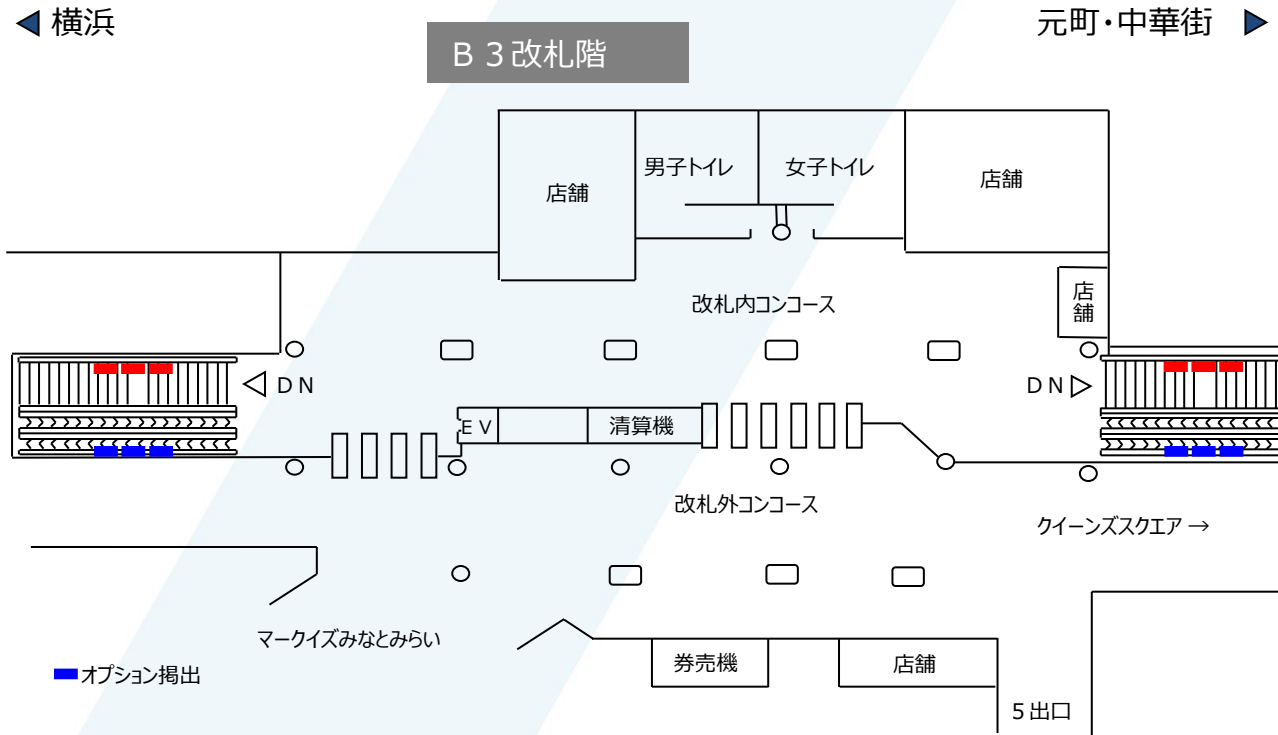 ◀ 横浜
元町・中華街 ▶
Ｂ３改札階
店舗
男子トイレ
女子トイレ
店舗
店
舗
改札内コンコース
◁ ＤＮ
ＤＮ ▷
ＥＶ
清算機
改札外コンコース
クイーンズスクエア →
マークイズみなとみらい
オプション掲出
券売機
店舗
５出口